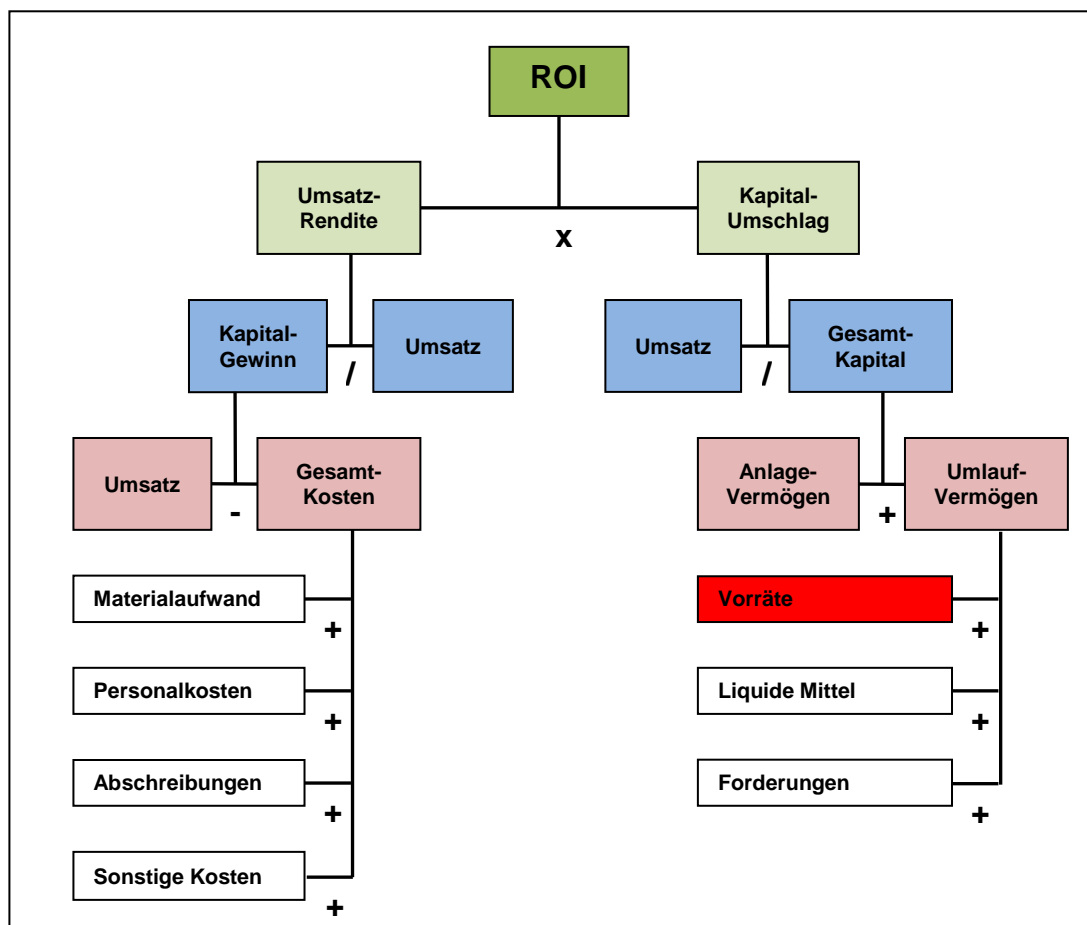 ROI
Umsatz-
Rendite
x
Kapital-
Umschlag
Kapital-
Gewinn
/
Umsatz
Umsatz
/
Gesamt-
Kapital
Umsatz
-
Gesamt-
Kosten
Anlage-
Vermögen
+
Umlauf-
Vermögen
Materialaufwand
+
Personalkosten
+
Abschreibungen
+
Sonstige Kosten
+
Vorräte
+
Liquide Mittel
+
Forderungen
+